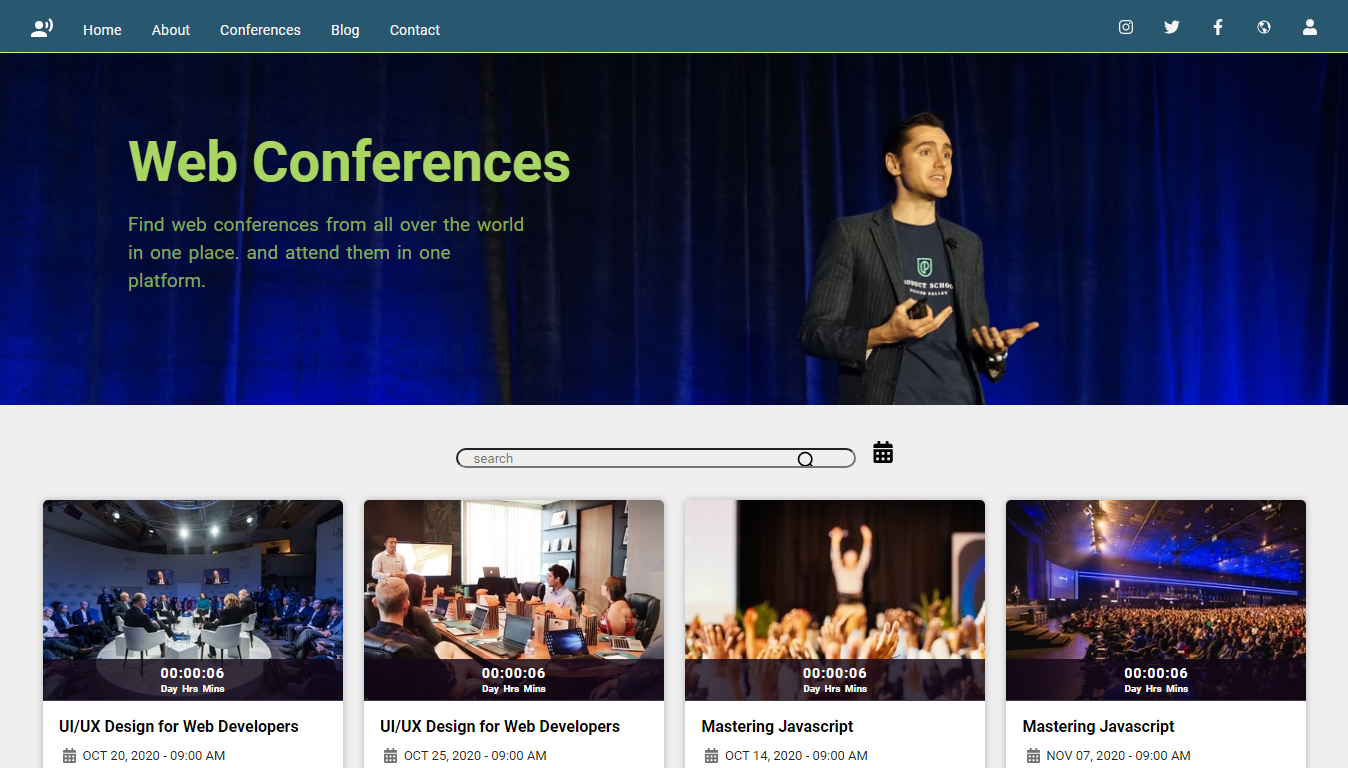 Home About Conferences Blog Contact
Web Conferences
Find web conferences from all over the world
in one place. and attend them in one
platform.
PRODUCT SCHOOL
SILICON VALLEY
search
00:00:06
Day Hrs Mins
00:00:06
Day Hrs Mins
00:00:06
Day Hrs Mins
00:00:06
Day Hrs Mins
UI/UX Design for Web Developers
UI/UX Design for Web Developers
Mastering Javascript
Mastering Javascript
OCT 20, 2020 - 09:00 AM
OCT 25, 2020 - 09:00 AM
OCT 14, 2020 - 09:00 AM
NOV 07, 2020 - 09:00 AM